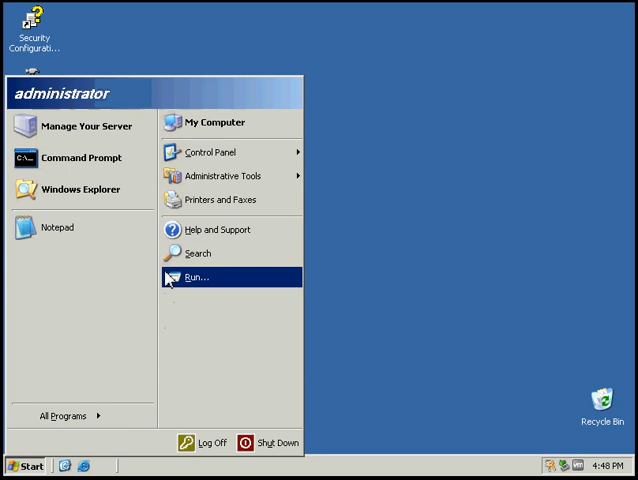 Security
Configurati...
administrator
Manage Your Server
Command Prompt
Windows Explorer
Notepad
All Programs
My Computer
Control Panel
Administrative Tools
Printers and Faxes
Help and Support
Search
Run...
Log Off
Shut Down
Recycle Bin
Start
4:48 PM